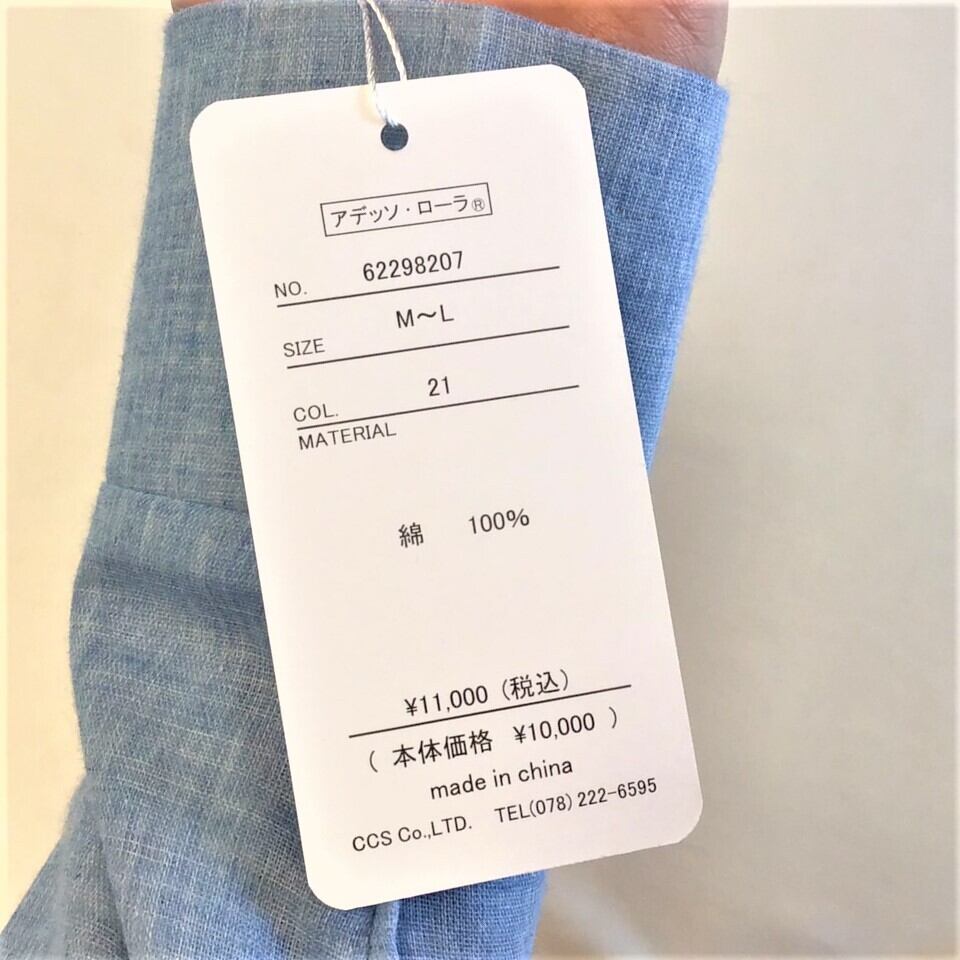 アデッソ・ローラ®
NO. 62298207
SIZE M〜L
COL. 21
MATERIAL
綿 100%
¥11,000（税込）
( 本体価格 ¥10,000 )
made in china
CCS Co.,LTD. TEL(078)222-6595